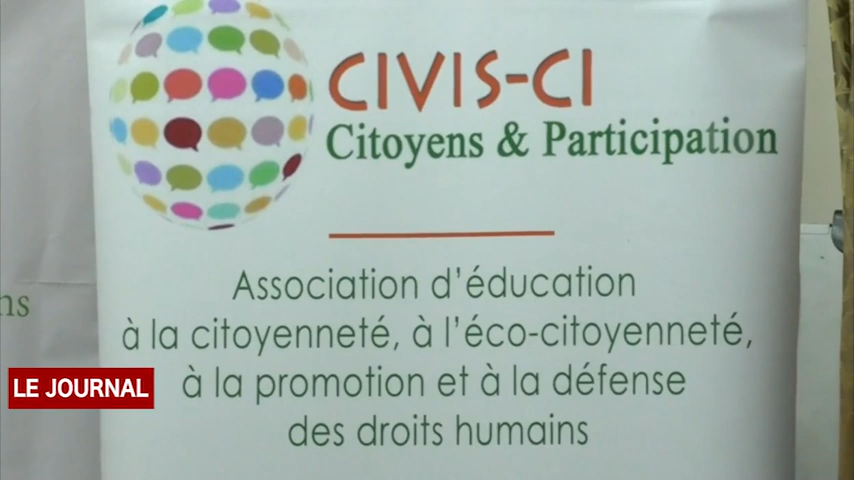 CIVIS-CI
Citoyens & Participation
Association d'éducation
à la citoyenneté, à l'éco-citoyenneté,
à la promotion et à la défense
des droits humains
ns
LE JOURNAL